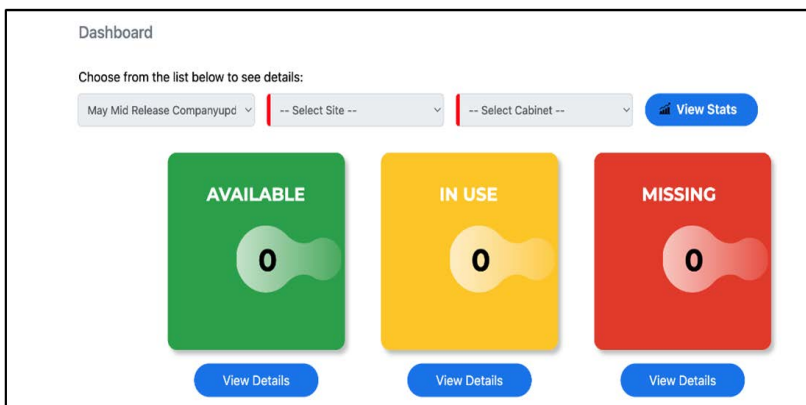 Dashboard
Choose from the list below to see details:
May Mid Release Companyupd -- Select Site -- -- Select Cabinet -- View Stats
AVAILABLE IN USE MISSING
0 0 0
View Details View Details View Details